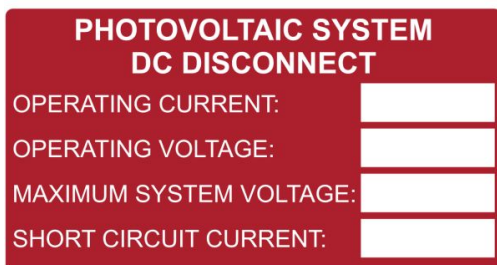 PHOTOVOLTAIC SYSTEM
DC DISCONNECT
OPERATING CURRENT:
OPERATING VOLTAGE:
MAXIMUM SYSTEM VOLTAGE:
SHORT CIRCUIT CURRENT: